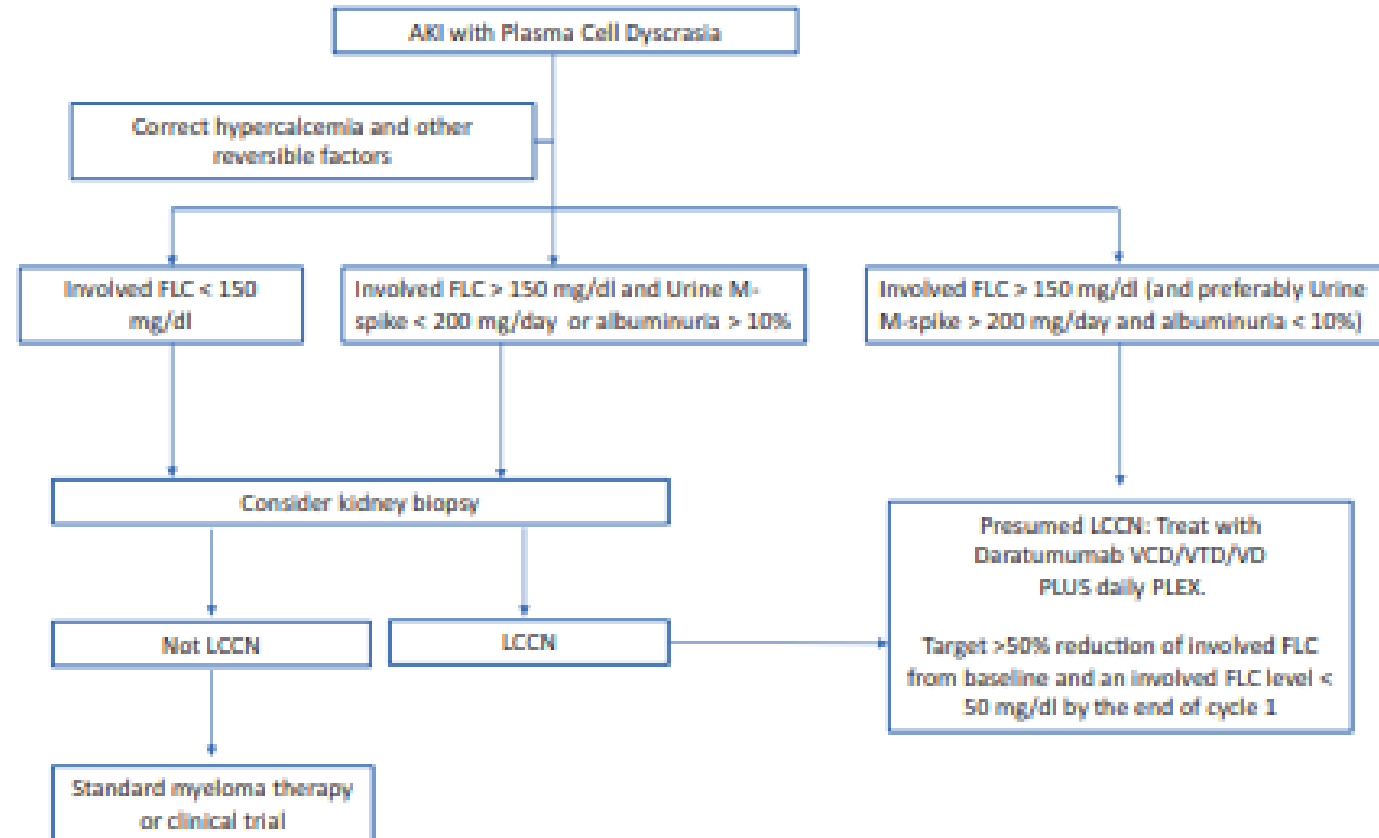 AKI with Plasma Cell Dyscrasia
Correct hypercalcemia and other
reversible factors
Involved FLC < 150
mg/dl
Involved FLC > 150 mg/dl and Urine M-
spike < 200 mg/day or albuminuria > 10%
Involved FLC > 150 mg/dl (and preferably Urine
M-spike > 200 mg/day and albuminuria < 10%)
Consider kidney biopsy
Not LCCN
LCCN
Presumed LCCN: Treat with
Daratumumab VCD/VTD/VD
PLUS daily PLEX.
Target >50% reduction of involved FLC
from baseline and an involved FLC level <
50 mg/dl by the end of cycle 1
Standard myeloma therapy
or clinical trial